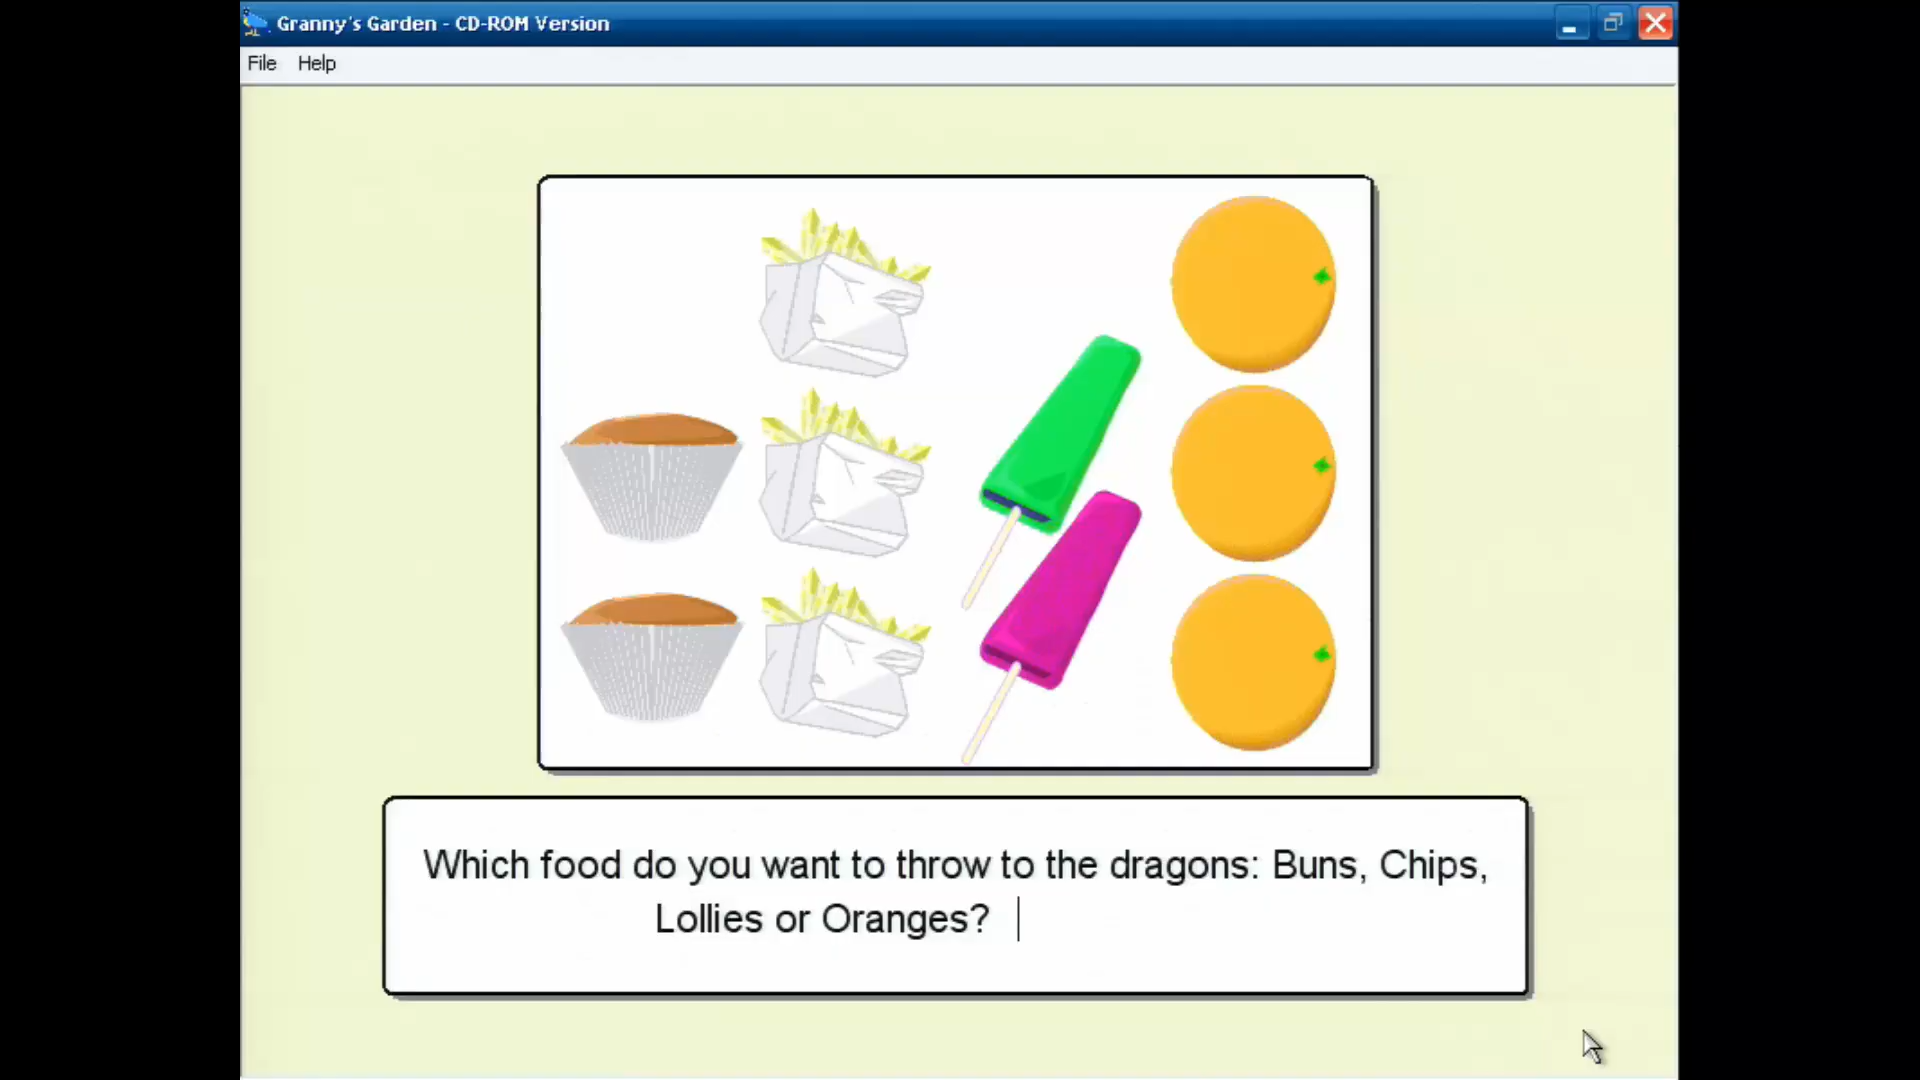 Granny's Garden - CD-ROM Version
File Help
Which food do you want to throw to the dragons: Buns, Chips,
Lollies or Oranges?